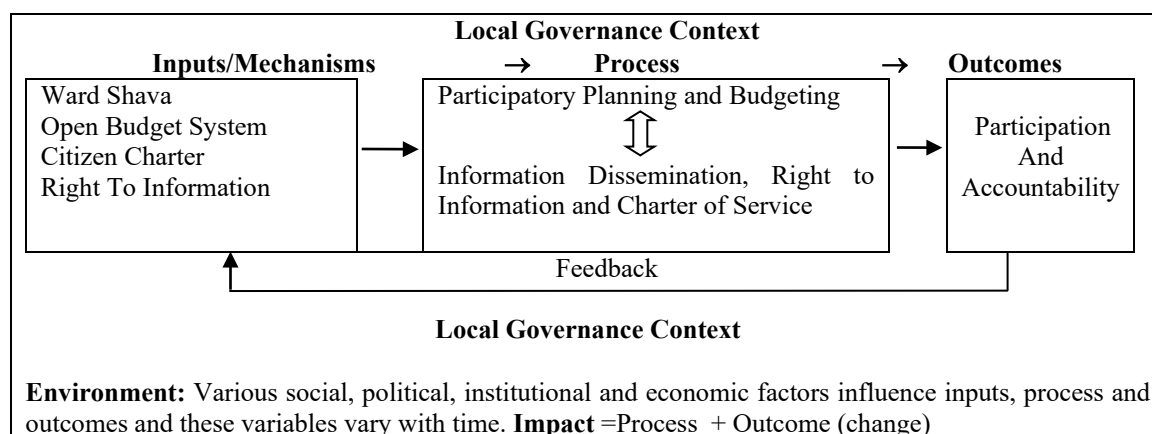 Local Governance Context
Inputs/Mechanisms → Process → Outcomes
Ward Shava
Open Budget System
Citizen Charter
Right To Information
Participatory Planning and Budgeting
Information Dissemination, Right to
Information and Charter of Service
Participation
And
Accountability
Feedback
Local Governance Context
Environment: Various social, political, institutional and economic factors influence inputs, process and
outcomes and these variables vary with time. Impact =Process + Outcome (change)